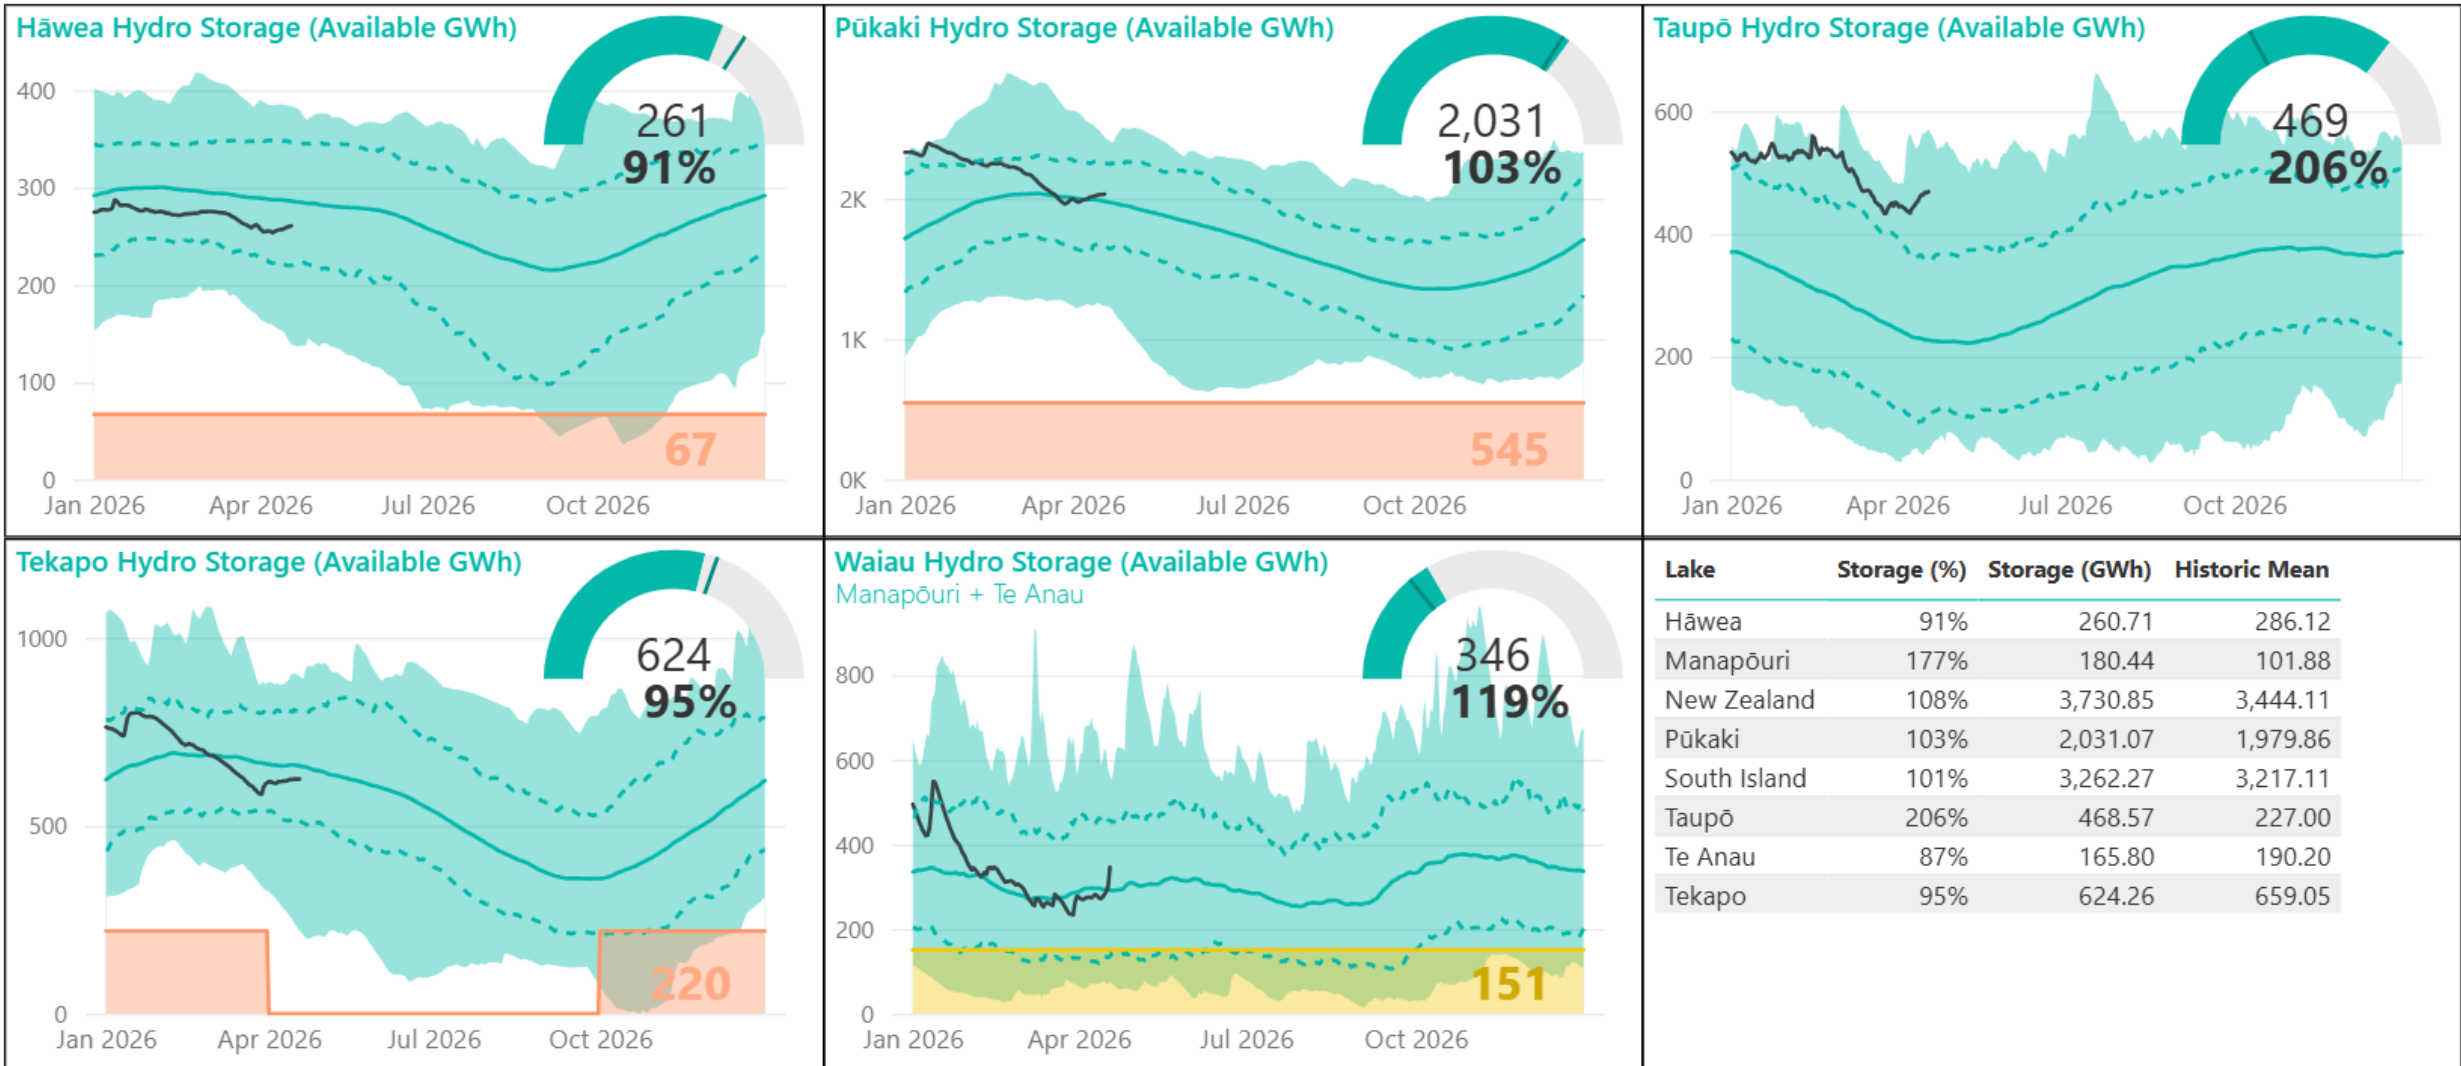 Hāwea Hydro Storage (Available GWh)
261
91%
400
300
200
100
0
67
Jan 2026 Apr 2026 Jul 2026 Oct 2026
Pūkaki Hydro Storage (Available GWh)
2,031
103%
2K
1K
0K
545
Jan 2026 Apr 2026 Jul 2026 Oct 2026
Taupō Hydro Storage (Available GWh)
469
206%
600
400
200
0
Jan 2026 Apr 2026 Jul 2026 Oct 2026
Tekapo Hydro Storage (Available GWh)
624
95%
1000
500
0
220
Jan 2026 Apr 2026 Jul 2026 Oct 2026
Waiau Hydro Storage (Available GWh)
Manapōuri + Te Anau
346
119%
800
600
400
200
0
151
Jan 2026 Apr 2026 Jul 2026 Oct 2026
Lake Storage (%) Storage (GWh) Historic Mean
Hāwea 91% 260.71 286.12
Manapōuri 177% 180.44 101.88
New Zealand 108% 3,730.85 3,444.11
Pūkaki 103% 2,031.07 1,979.86
South Island 101% 3,262.27 3,217.11
Taupō 206% 468.57 227.00
Te Anau 87% 165.80 190.20
Tekapo 95% 624.26 659.05